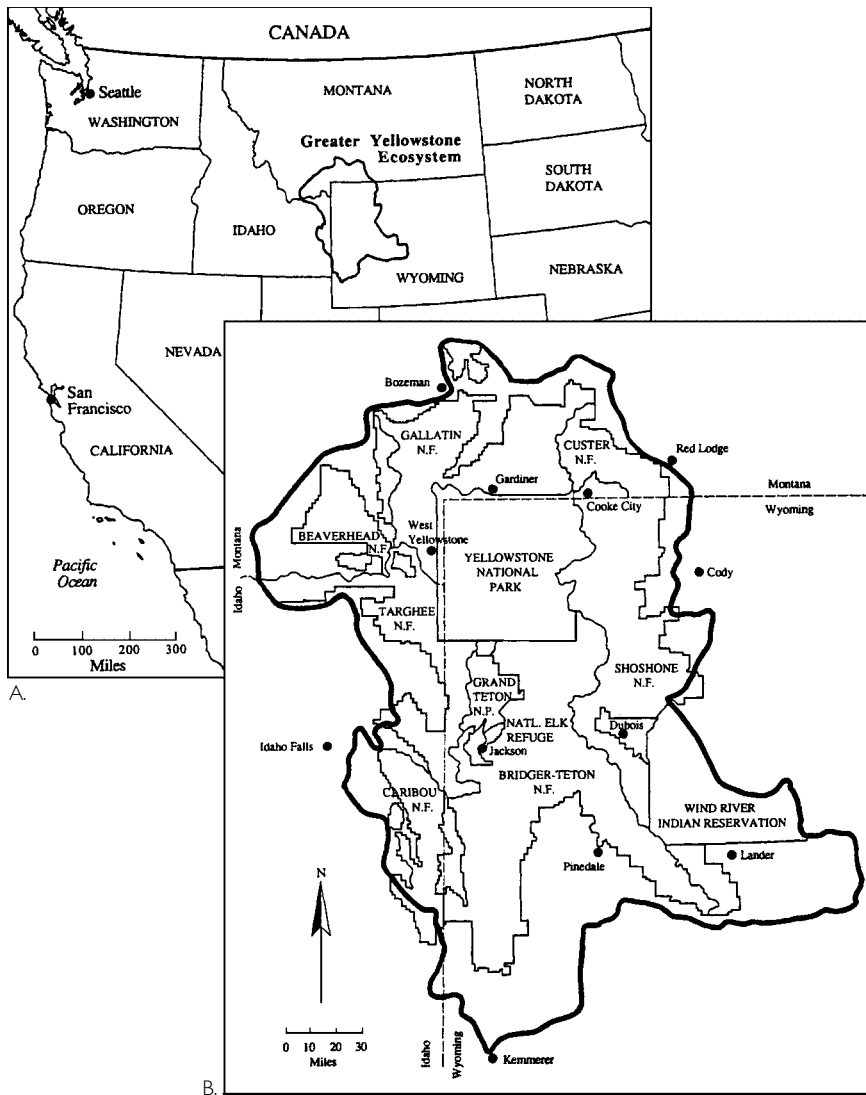 CANADA
Seattle
WASHINGTON
MONTANA
NORTH
DAKOTA
Greater Yellowstone
Ecosystem
SOUTH
DAKOTA
OREGON
IDAHO
WYOMING
NEBRASKA
NEVADA
San
Francisco
CALIFORNIA
Pacific
Ocean
0 100 200 300
Miles
A.
Bozeman
GALLATIN
N.F.
CUSTER
N.F.
Red Lodge
Gardiner
Cooke City
Montana
Wyoming
BEAVERHEAD
N.F
West
Yellowstone
YELLOWSTONE
NATIONAL
PARK
Cody
Montana
Idaho
TARGHEE
N.F.
SHOSHONE
N.F.
GRAND
TETON
N.P.
NATL. ELK
REFUGE
Dubois
Idaho Falls
Jackson
BRIDGER-TETON
N.F.
CARIBOU
N.F.
WIND RIVER
INDIAN RESERVATION
Pinedale
Lander
N
0 10 20 30
Miles
Idaho
Wyoming
Kemmerer
B.